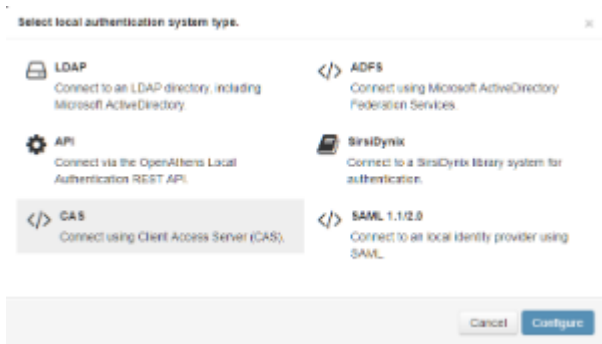 Select local authentication system type.
LDAP
Connect to an LDAP directory, including
Microsoft ActiveDirectory.
ADFS
Connect using Microsoft ActiveDirectory
Federation Services.
API
Connect via the OpenAthens Local
Authentication REST API.
SirsiDynix
Connect to a SirsiDynix library system for
authentication.
CAS
Connect using Client Access Server (CAS).
SAML 1.1/2.0
Connect to an local identity provider using
SAML.
Cancel
Configure